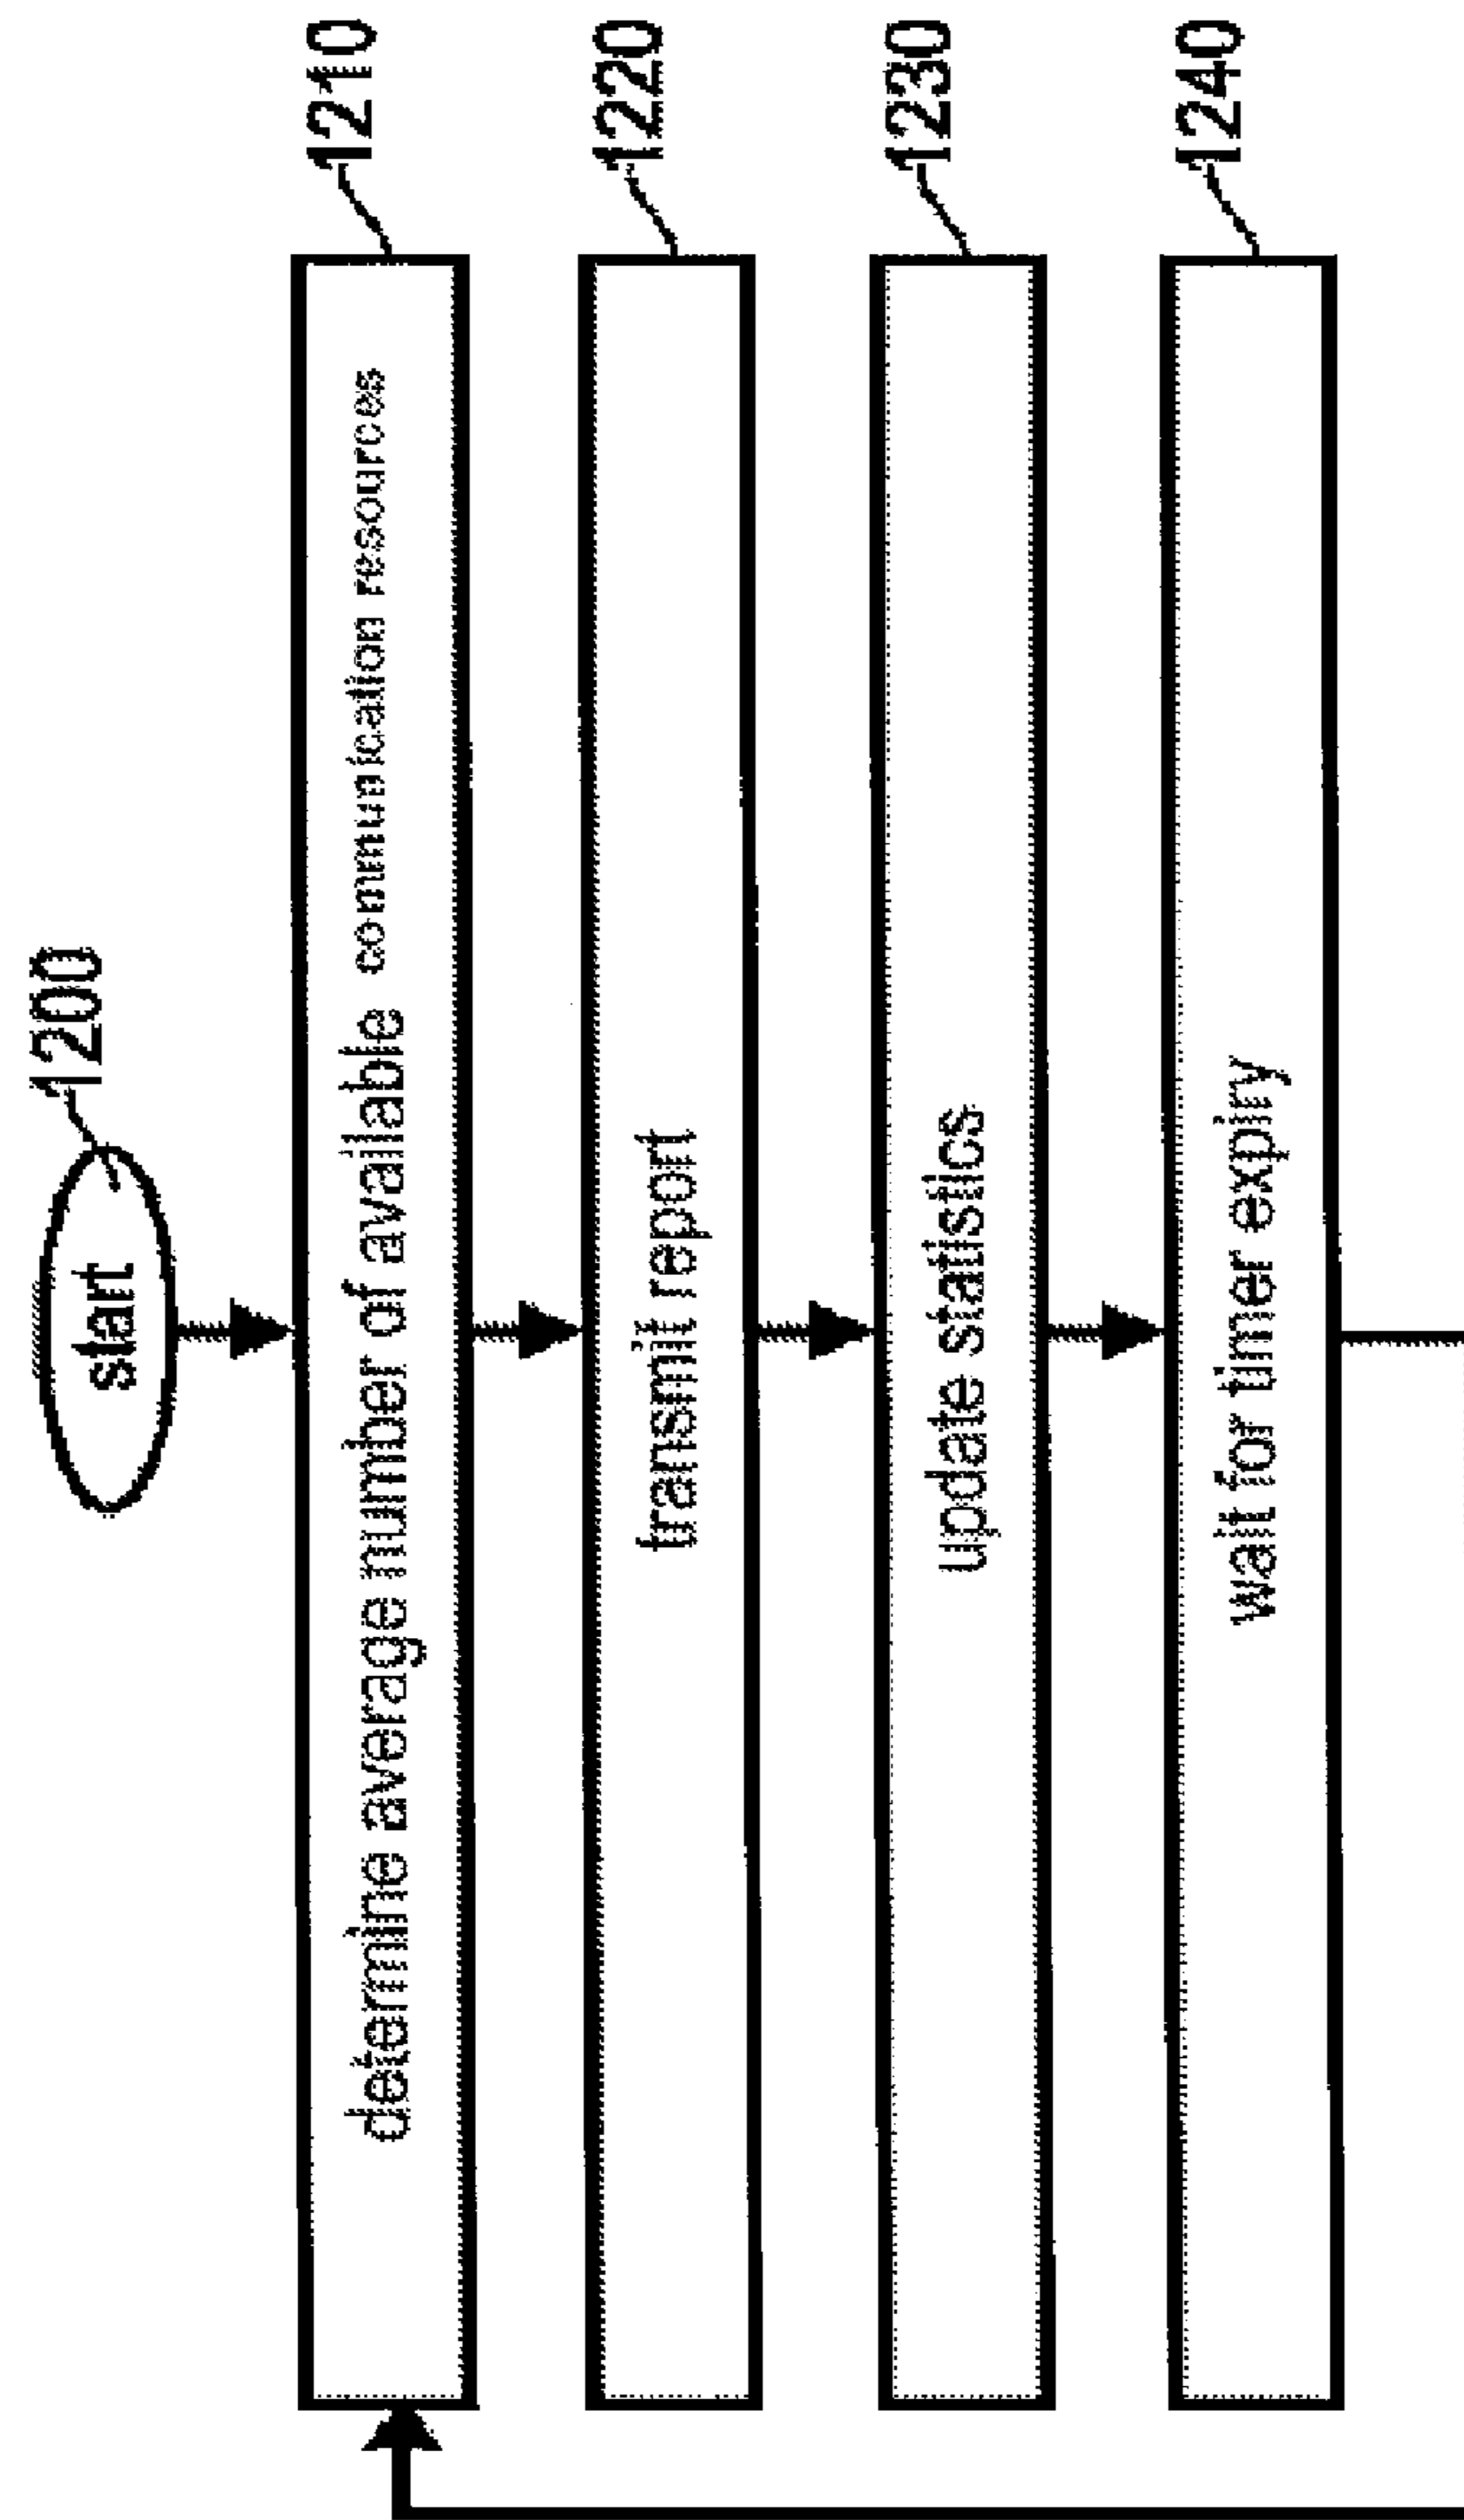 1200
start
1210
determine average number of available communication resources
1220
transmit report
1230
update statistics
1240
wait for timer expiry